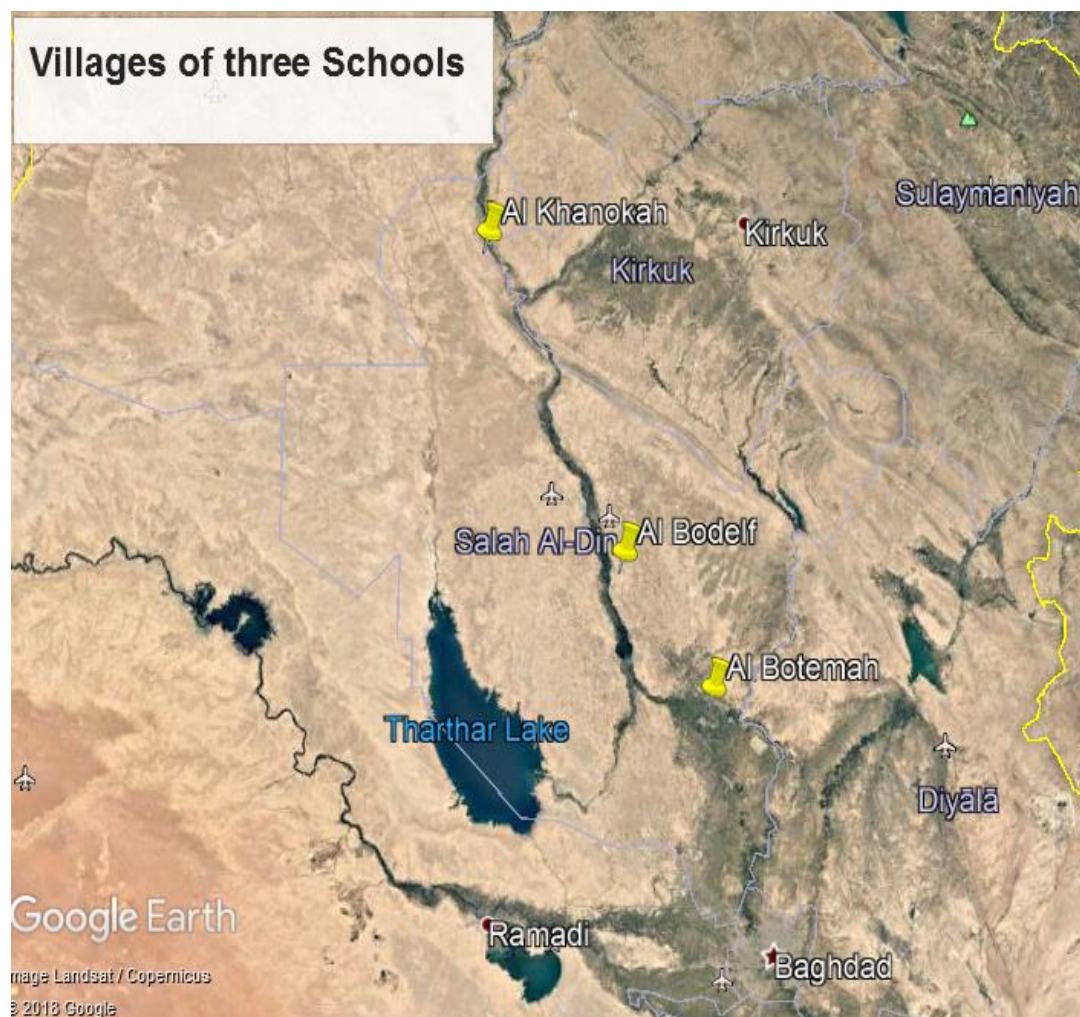 Villages of three Schools
Sulaymaniyah
Al Khanokah
Kirkuk
Kirkuk
Al Bodelf
Salah Al-Din
Al Botemah
Tharthar Lake
Diyālā
Google Earth
Ramadi
Baghdad
mage Landsat / Copernicus
© 2018 Google